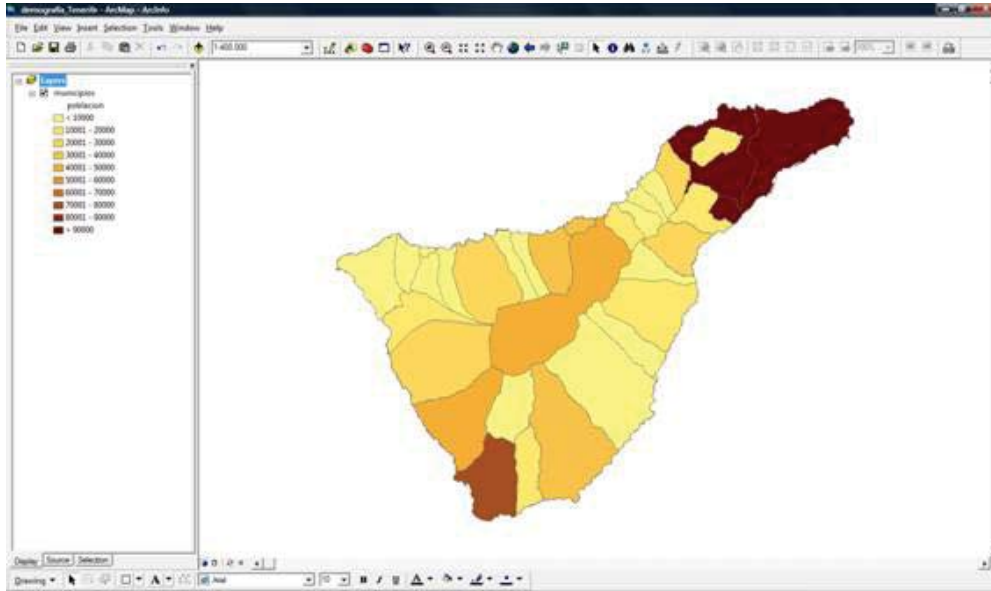 demografía_Tenerife - ArcMap - ArcInfo
File Edit View Insert Selection Tools Window Help
1:400.000
Layers
municipios
poblacion
< 10000
10001 - 20000
20001 - 30000
30001 - 40000
40001 - 50000
50001 - 60000
60001 - 70000
70001 - 80000
80001 - 90000
> 90000
Display Source Selection
Drawing A Arial 10 B I U A